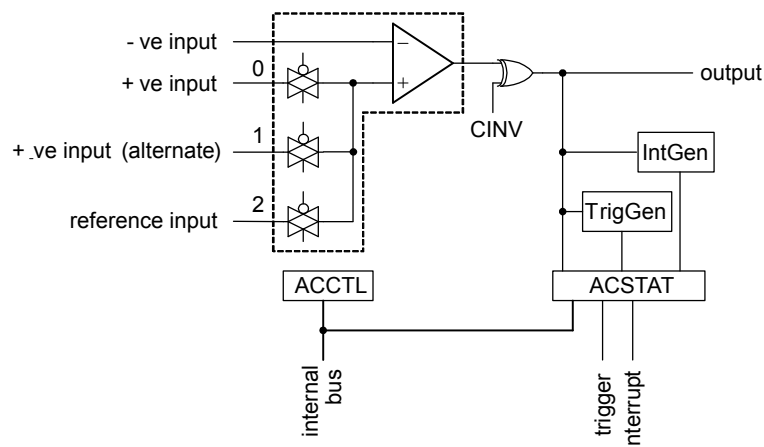 - ve input
0
+ ve input
−
+
output
CINV
1
+ -ve input (alternate)
IntGen
2
reference input
TrigGen
ACCTL
ACSTAT
internal
bus
trigger
nterrupt